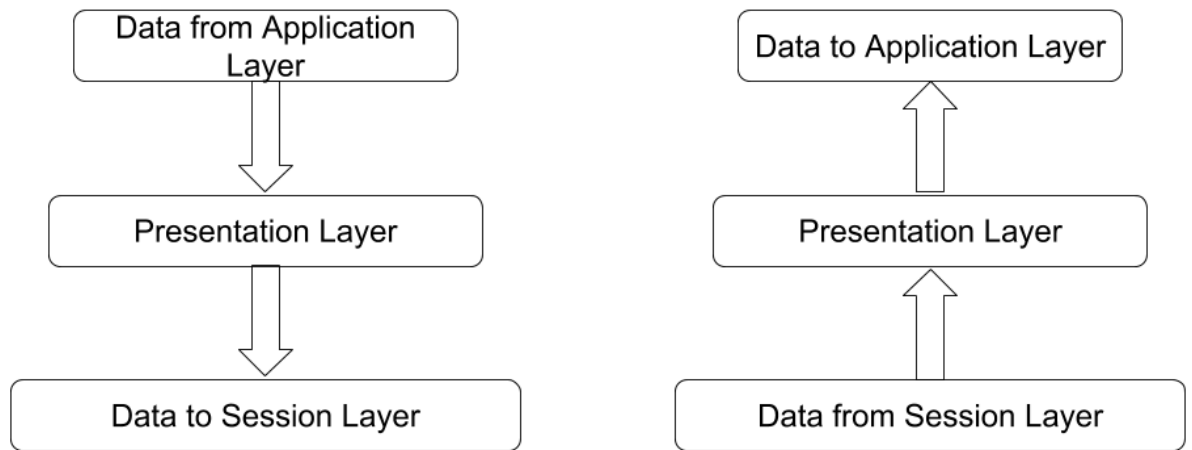 Data from Application
Layer
Presentation Layer
Data to Session Layer
Data to Application Layer
Presentation Layer
Data from Session Layer